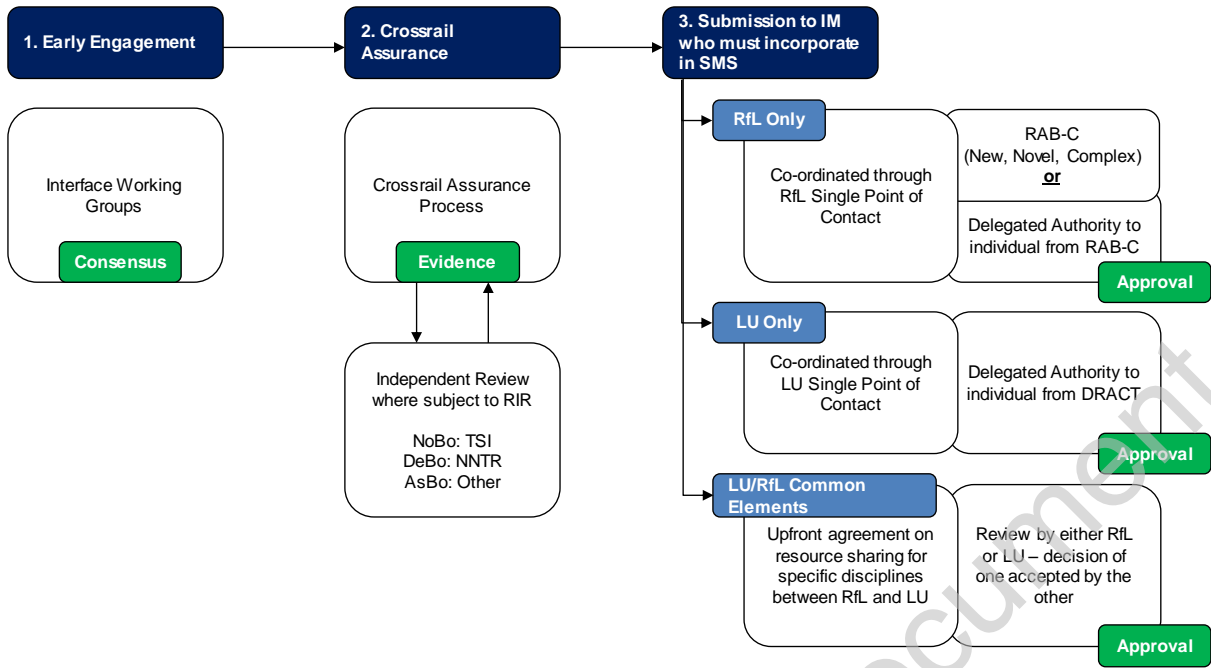 1. Early Engagement
2. Crossrail
Assurance
3. Submission to IM
who must incorporate
in SMS
Interface Working
Groups
Consensus
Crossrail Assurance
Process
Evidence
Independent Review
where subject to RIR
NoBo: TSI
DeBo: NNTR
AsBo: Other
RfL Only
Co-ordinated through
RfL Single Point of
Contact
RAB-C
(New, Novel, Complex)
or
Delegated Authority to
individual from RAB-C
Approval
LU Only
Co-ordinated through
LU Single Point of
Contact
Delegated Authority to
individual from DRACT
Approval
LU/RfL Common
Elements
Upfront agreement on
resource sharing for
specific disciplines
between RfL and LU
Review by either RfL
or LU – decision of
one accepted by the
other
Approval
ocument